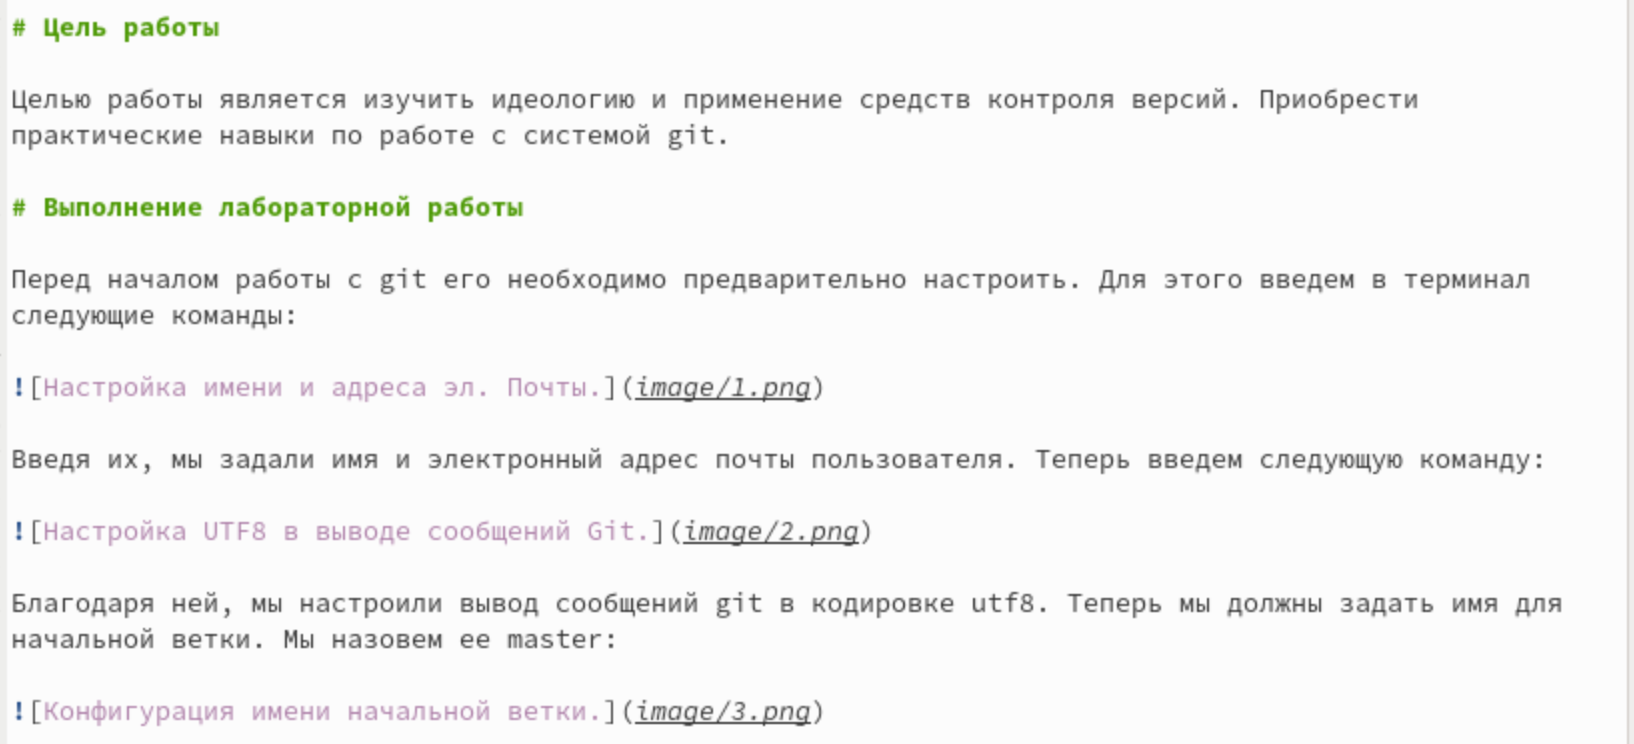 # Цель работы
Целью работы является изучить идеологию и применение средств контроля версий. Приобрести
практические навыки по работе с системой git.
# Выполнение лабораторной работы
Перед началом работы с git его необходимо предварительно настроить. Для этого введем в терминал
следующие команды:
![Настройка имени и адреса эл. Почты.](image/1.png)
Введя их, мы задали имя и электронный адрес почты пользователя. Теперь введем следующую команду:
![Настройка UTF8 в выводе сообщений Git.](image/2.png)
Благодаря ней, мы настроили вывод сообщений git в кодировке utf8. Теперь мы должны задать имя для
начальной ветки. Мы назовем ее master:
![Конфигурация имени начальной ветки.](image/3.png)